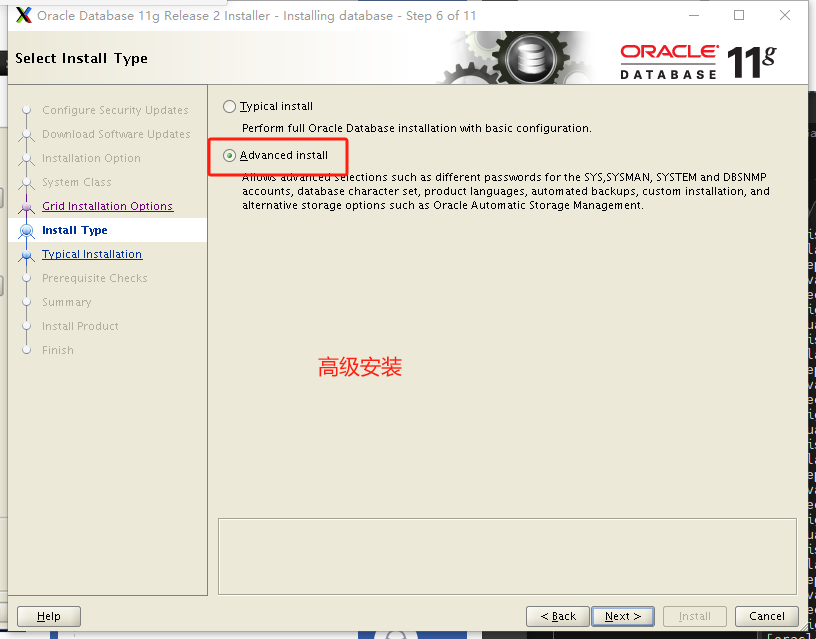 Oracle Database 11g Release 2 Installer - Installing database - Step 6 of 11
Select Install Type
ORACLE
DATABASE
11g
Configure Security Updates
Download Software Updates
Installation Option
System Class
Grid Installation Options
Install Type
Typical Installation
Prerequisite Checks
Summary
Install Product
Finish
Typical install
Perform full Oracle Database installation with basic configuration.
Advanced install
Allows advanced selections such as different passwords for the SYS,SYSMAN, SYSTEM and DBSNMP
accounts, database character set, product languages, automated backups, custom installation, and
alternative storage options such as Oracle Automatic Storage Management.
高级安装
Help
< Back
Next >
Install
Cancel